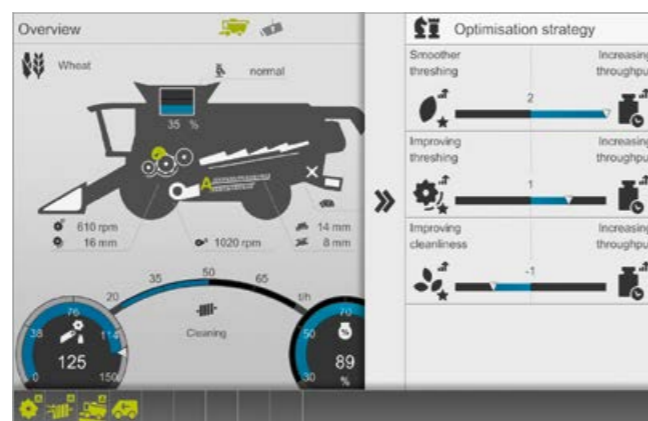 Overview
Wheat
normal
35 %
A
610 rpm
16 mm
1020 rpm
14 mm
8 mm
20
35
50
65
t/h
Cleaning
0
38
76
114
150
125
30
50
70
89
%
Optimisation strategy
Smoother
threshing
Increasing
throughpu
2
Improving
threshing
Increasing
throughpu
1
Improving
cleanliness
Increasing
throughpu
-1